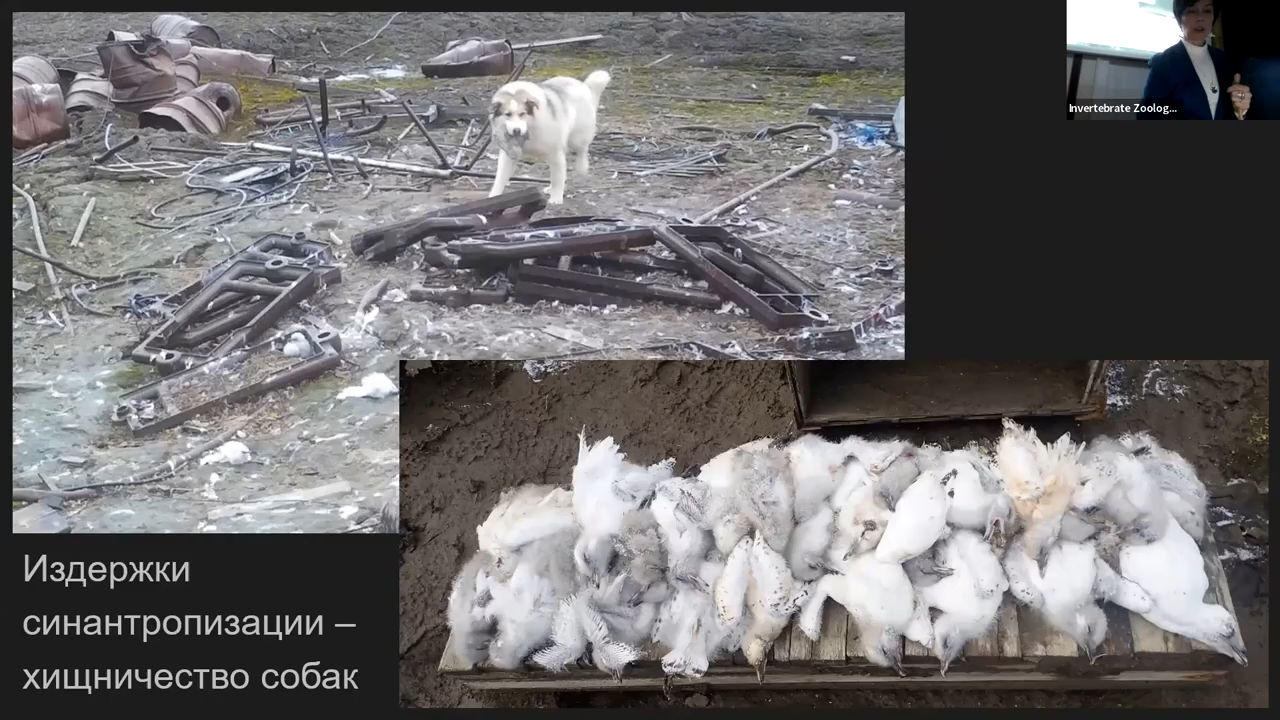 Invertebrate Zoolog...
Издержки
синантропизации –
хищничество собак